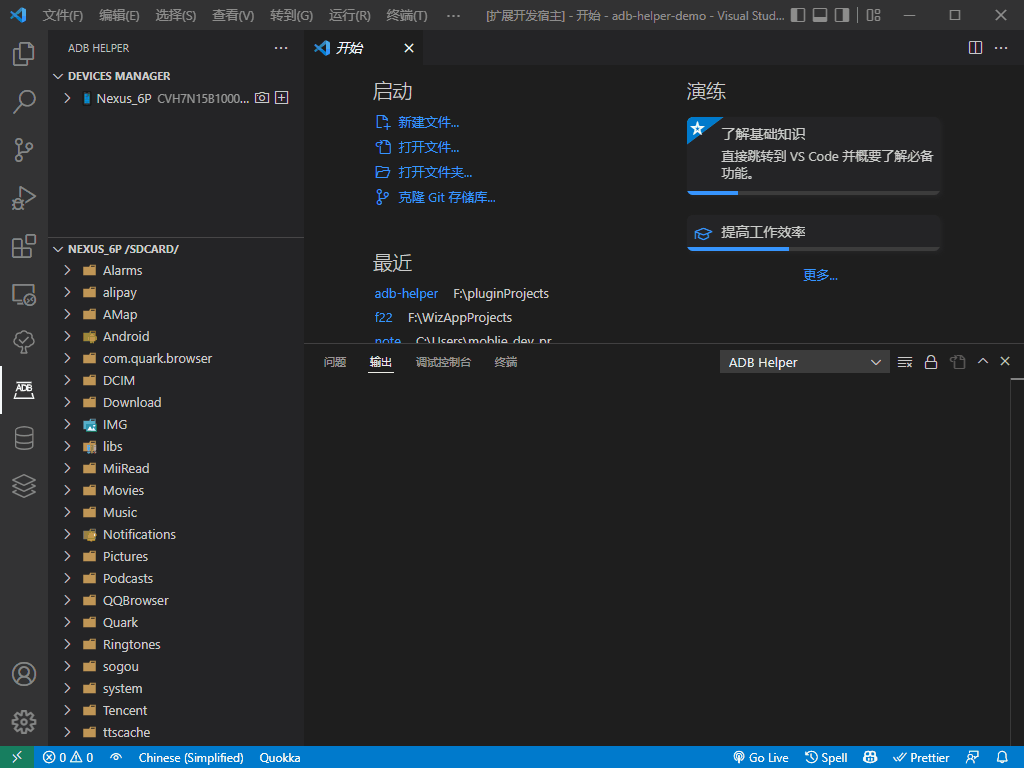 文件(F) 编辑(E) 选择(S) 查看(V) 转到(G) 运行(R) 终端(T) ··· [扩展开发宿主] - 开始 - adb-helper-demo - Visual Stud...
ADB HELPER
DEVICES MANAGER
Nexus_6P CVH7N15B1000...
NEXUS_6P /SDCARD/
Alarms
alipay
AMap
Android
com.quark.browser
DCIM
Download
IMG
libs
MiiRead
Movies
Music
Notifications
Pictures
Podcasts
QQBrowser
Quark
Ringtones
sogou
system
Tencent
ttscache
ADB
开始
启动
新建文件...
打开文件...
打开文件夹...
克隆 Git 存储库...
最近
adb-helper F:\pluginProjects
f22 F:\WizAppProjects
note C:\Users\moblie_dev_pr
演练
了解基础知识
直接跳转到 VS Code 并概要了解必备
功能。
提高工作效率
更多...
问题 输出 调试控制台 终端
ADB Helper
0 0 Chinese (Simplified) Quokka Go Live Spell Prettier